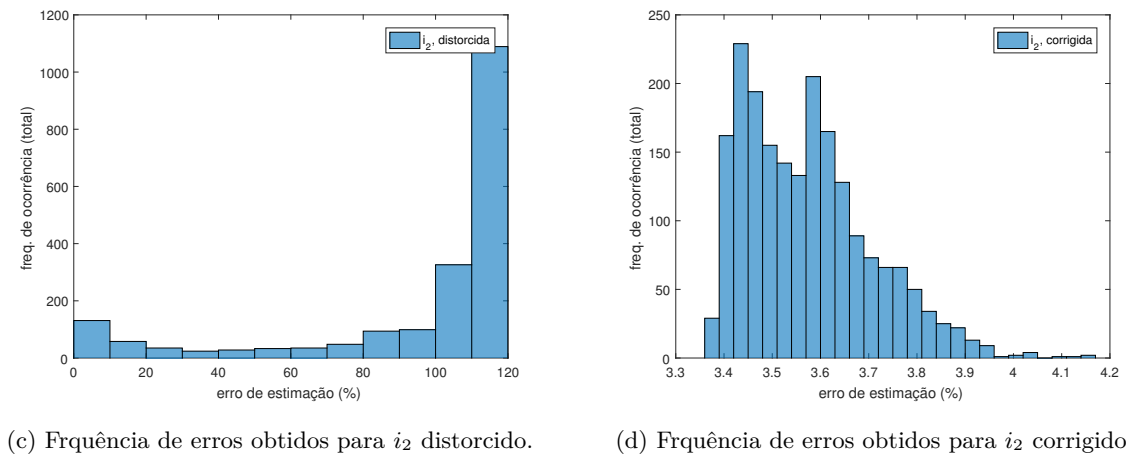 1200
1000
800
600
400
200
0
freq. de ocorrência (total)
i2, distorcida
0 20 40 60 80 100 120
erro de estimação (%)
(c) Frquência de erros obtidos para i2 distorcido.
250
200
150
100
50
0
freq. de ocorrência (total)
i2, corrigida
3.3 3.4 3.5 3.6 3.7 3.8 3.9 4 4.1 4.2
erro de estimação (%)
(d) Frquência de erros obtidos para i2 corrigido